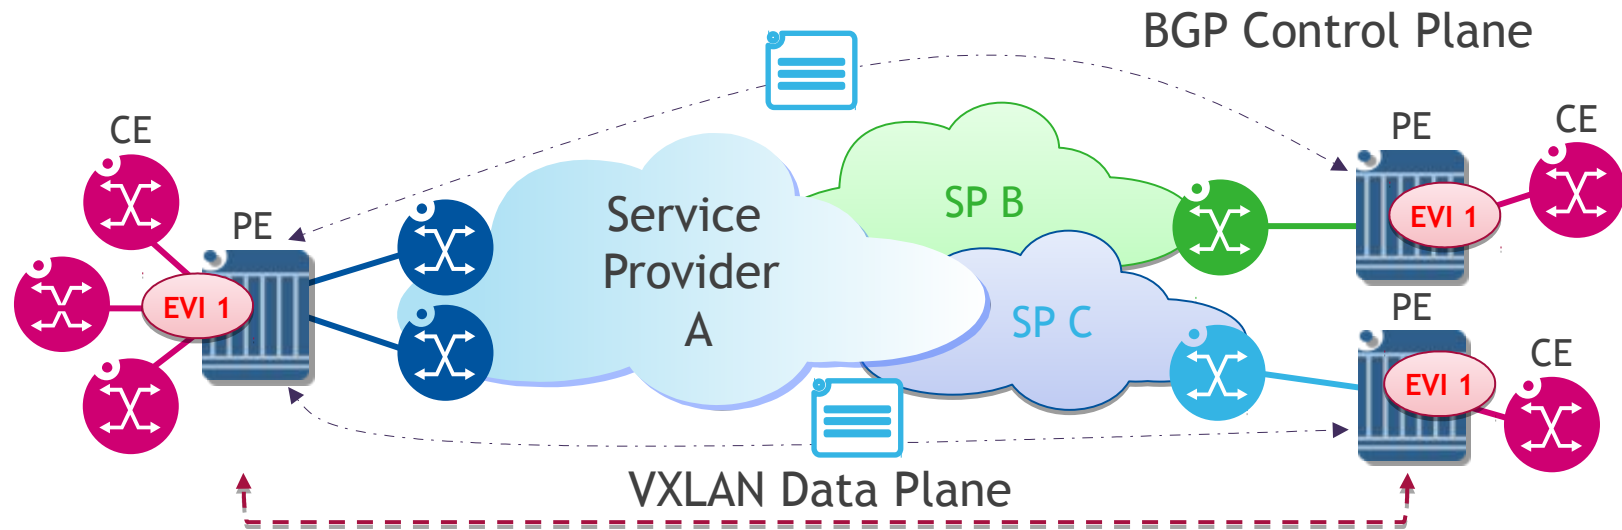 BGP Control Plane
CE
PE
PE
CE
Service
Provider
A
SP B
EVI 1
EVI 1
SP C
PE
CE
EVI 1
VXLAN Data Plane